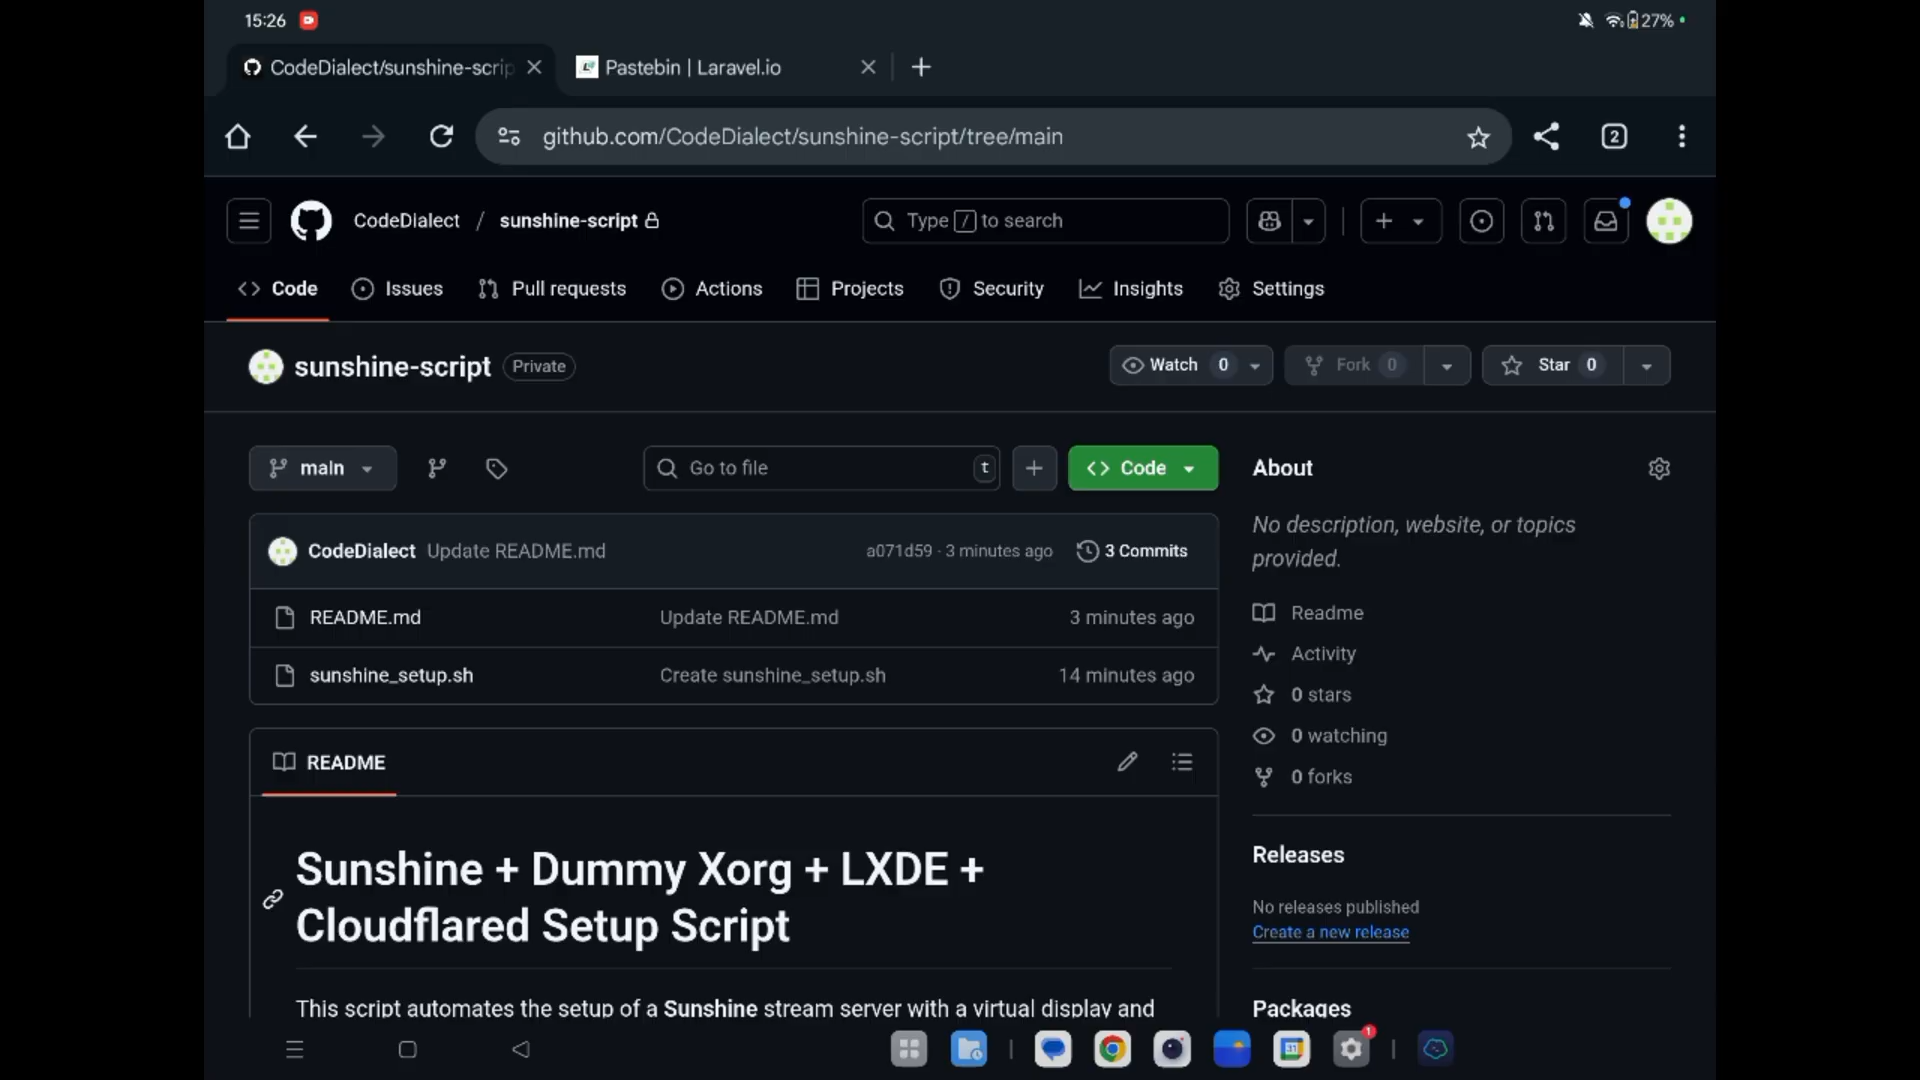 15:26
27%
CodeDialect/sunshine-scrip
Pastebin | Laravel.io
github.com/CodeDialect/sunshine-script/tree/main
2
CodeDialect / sunshine-script
Type / to search
Code
Issues
Pull requests
Actions
Projects
Security
Insights
Settings
sunshine-script
Private
Watch 0
Fork 0
Star 0
main
Go to file
t
Code
About
No description, website, or topics
provided.
CodeDialect Update README.md
a071d59 · 3 minutes ago
3 Commits
README.md
Update README.md
3 minutes ago
sunshine_setup.sh
Create sunshine_setup.sh
14 minutes ago
Readme
Activity
0 stars
0 watching
0 forks
README
Sunshine + Dummy Xorg + LXDE +
Cloudflared Setup Script
This script automates the setup of a Sunshine stream server with a virtual display and
Releases
No releases published
Create a new release
Packages
31
1